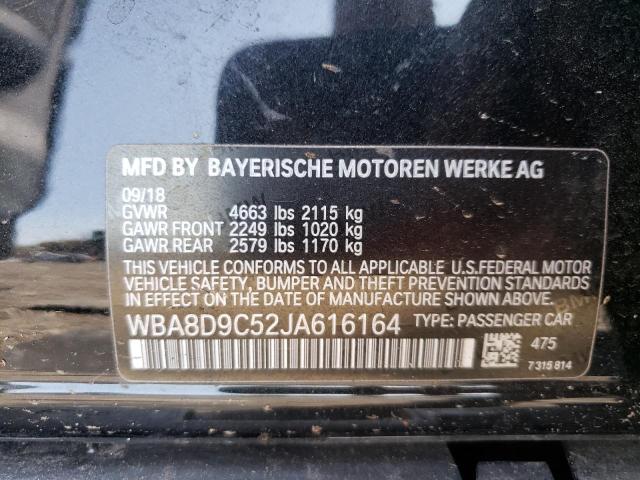 MFD BY BAYERISCHE MOTOREN WERKE AG
09/18
GVWR 4663 lbs 2115 kg
GAWR FRONT 2249 lbs 1020 kg
GAWR REAR 2579 lbs 1170 kg
THIS VEHICLE CONFORMS TO ALL APPLICABLE U.S.FEDERAL MOTOR
VEHICLE SAFETY, BUMPER AND THEFT PREVENTION STANDARDS
IN EFFECT ON THE DATE OF MANUFACTURE SHOWN ABOVE.
WBA8D9C52JA616164 TYPE: PASSENGER CAR
475
7 315 814